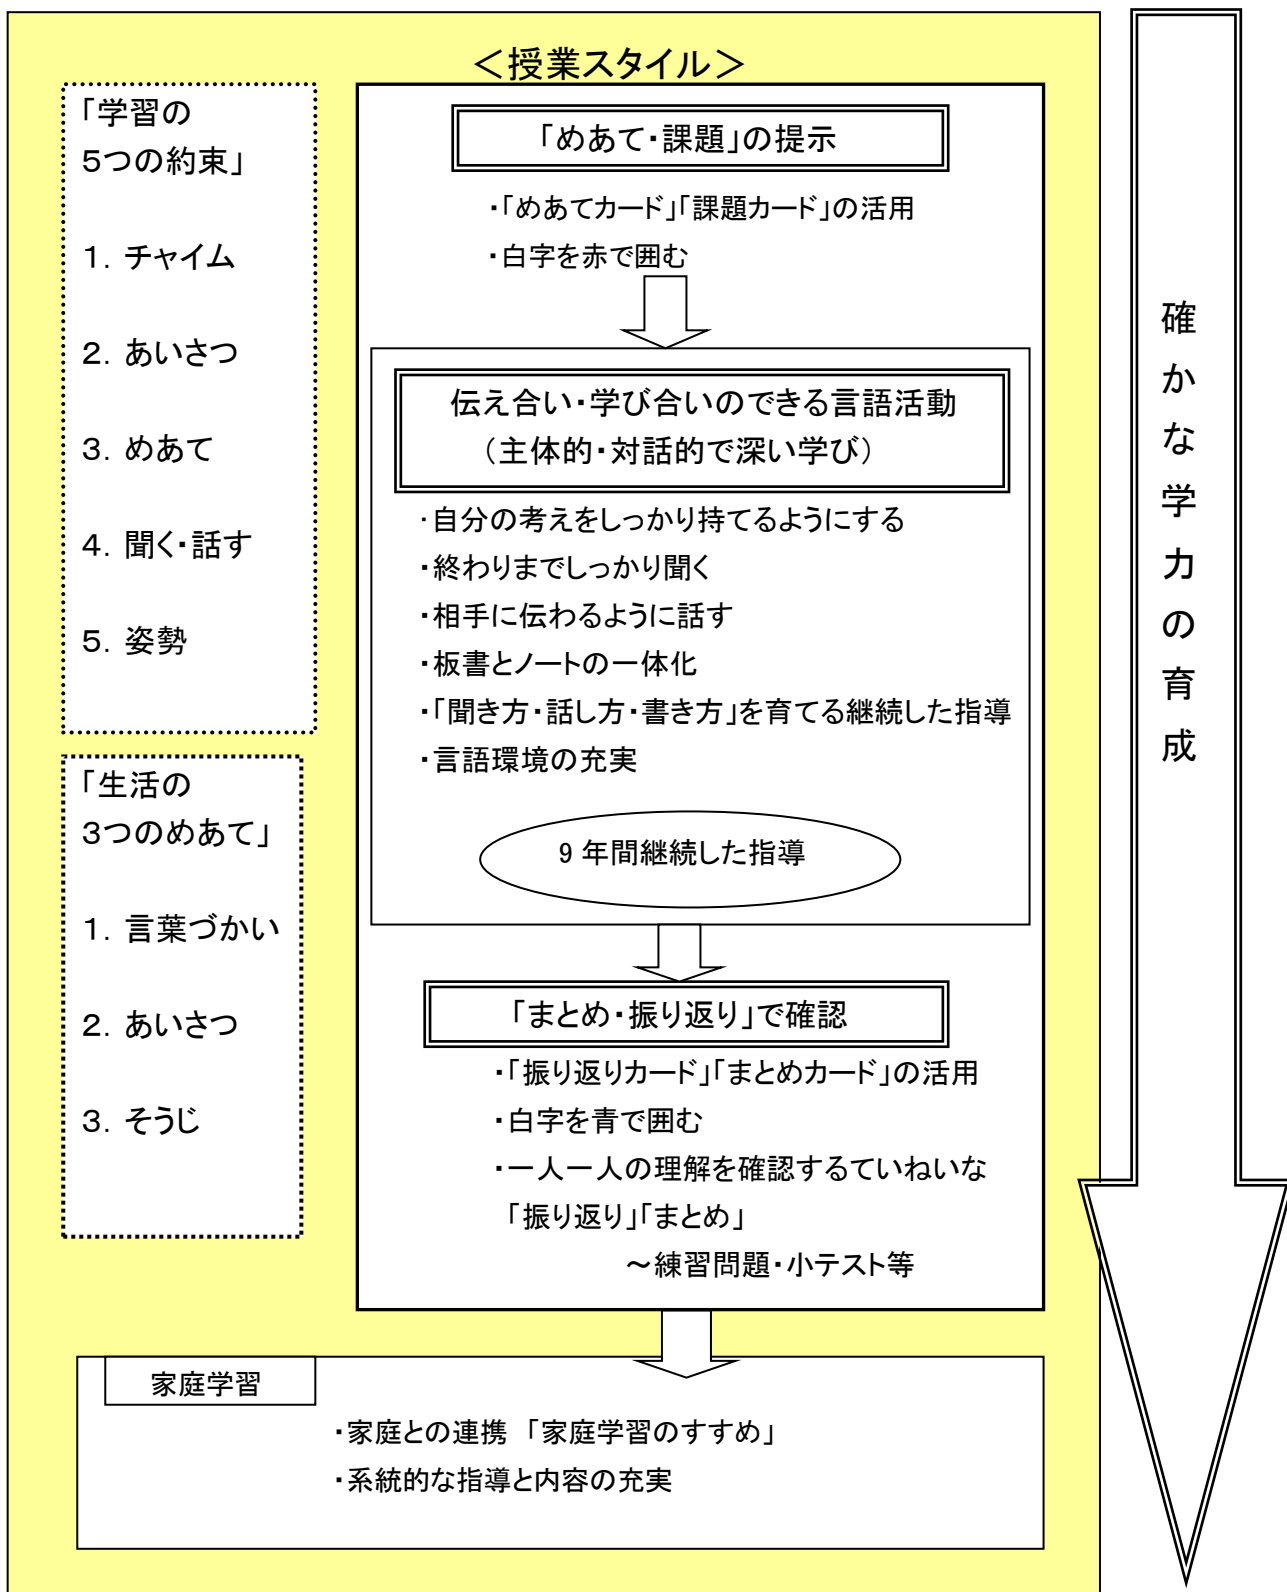 ＜授業スタイル＞
「学習の
5つの約束」
1．チャイム
2．あいさつ
3．めあて
4．聞く・話す
5．姿勢
「生活の
3つのめあて」
1．言葉づかい
2．あいさつ
3．そうじ
「めあて・課題」の提示
・「めあてカード」「課題カード」の活用
・白字を赤で囲む
伝え合い・学び合いのできる言語活動
（主体的・対話的で深い学び）
・自分の考えをしっかり持てるようにする
・終わりまでしっかり聞く
・相手に伝わるように話す
・板書とノートの一体化
・「聞き方・話し方・書き方」を育てる継続した指導
・言語環境の充実
9年間継続した指導
「まとめ・振り返り」で確認
・「振り返りカード」「まとめカード」の活用
・白字を青で囲む
・一人一人の理解を確認するていねいな
「振り返り」「まとめ」
～練習問題・小テスト等
家庭学習
・家庭との連携　「家庭学習のすすめ」
・系統的な指導と内容の充実
確かな学力の育成